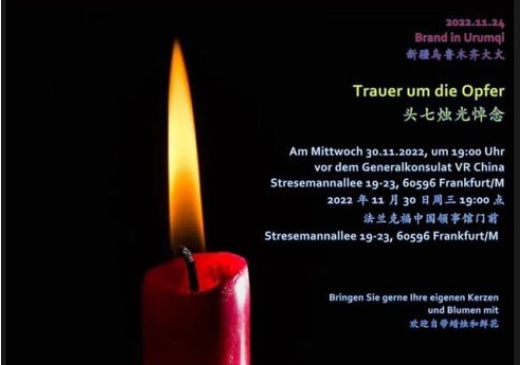 2022.11.24
Brand in Urumqi
新疆乌鲁木齐大火
Trauer um die Opfer
头七烛光悼念
Am Mittwoch 30.11.2022, um 19:00 Uhr
vor dem Generalkonsulat VR China
Stresemannallee 19-23, 60596 Frankfurt/M
2022 年 11 月 30 日周三 19:00 点
法兰克福中国领事馆门前
Stresemannallee 19-23, 60596 Frankfurt/M
Bringen Sie gerne Ihre eigenen Kerzen
und Blumen mit
欢迎自带蜡烛和鲜花